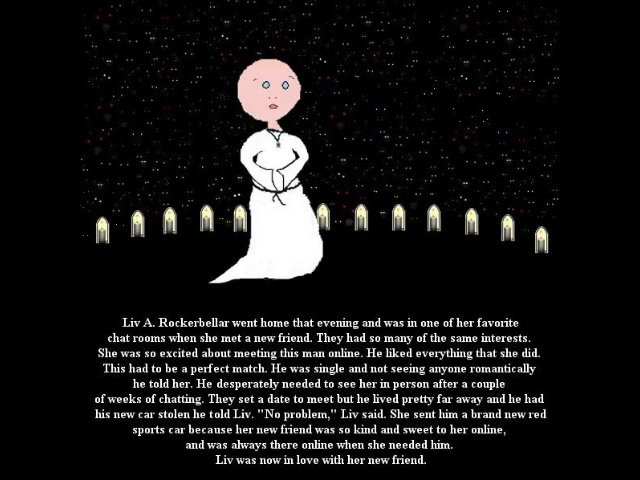 Liv A. Rockerbellar went home that evening and was in one of her favorite
chat rooms when she met a new friend. They had so many of the same interests.
She was so excited about meeting this man online. He liked everything that she did.
This had to be a perfect match. He was single and not seeing anyone romantically
he told her. He desperately needed to see her in person after a couple
of weeks of chatting. They set a date to meet but he lived pretty far away and he had
his new car stolen he told Liv. "No problem," Liv said. She sent him a brand new red
sports car because her new friend was so kind and sweet to her online,
and was always there online when she needed him.
Liv was now in love with her new friend.